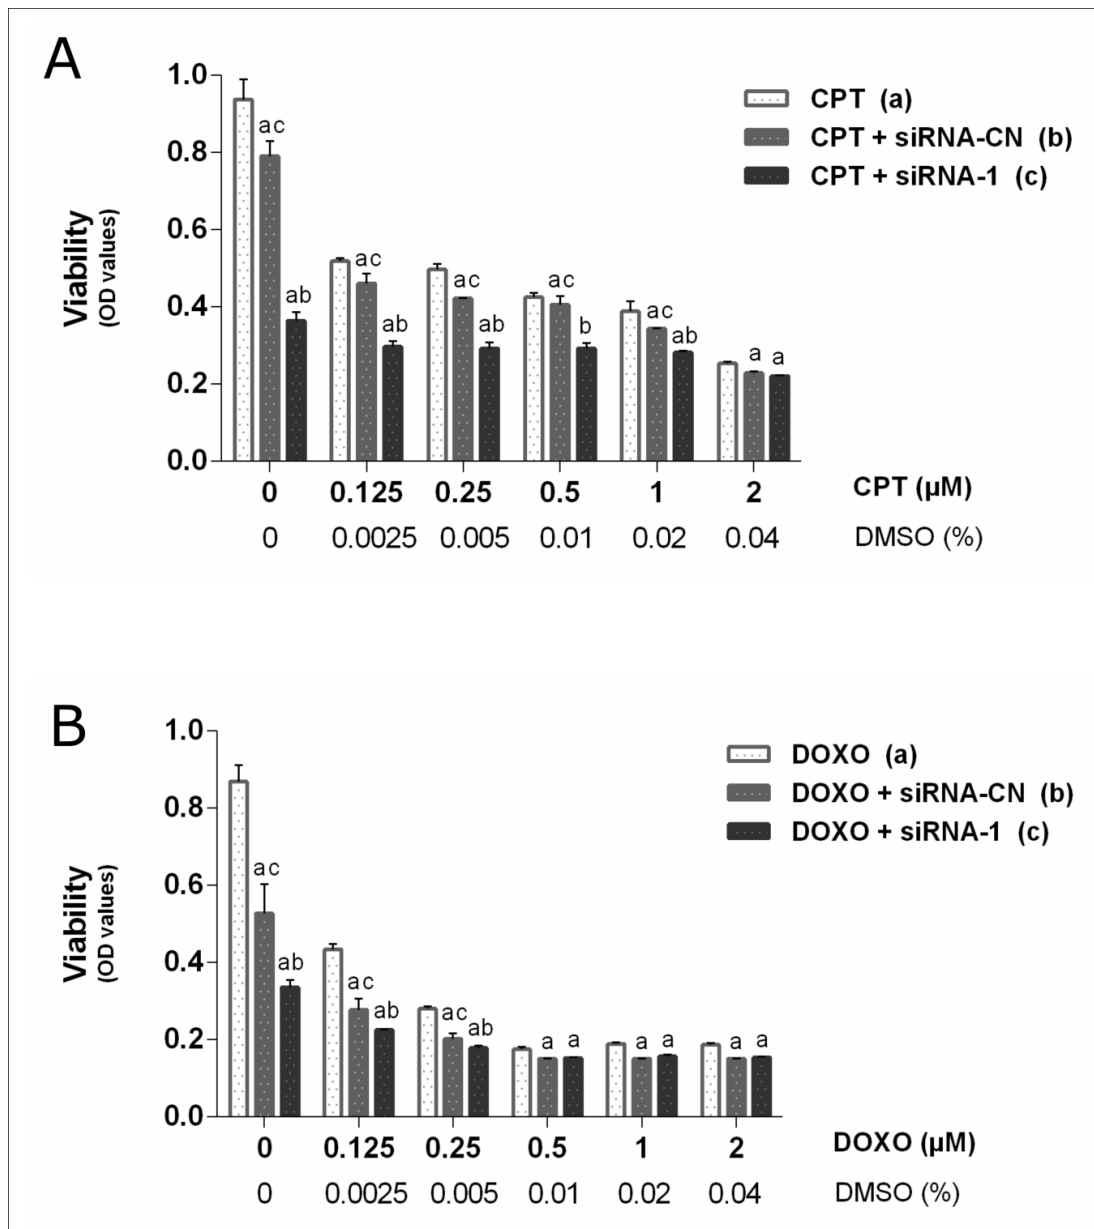 A
1.0
0.8
0.6
0.4
0.2
0.0
Viability
(OD values)
CPT (a)
CPT + siRNA-CN (b)
CPT + siRNA-1 (c)
ac
ab
ac
ab
ac
ab
ac
b
ac
ab
a
a
0 0.125 0.25 0.5 1 2 CPT (µM)
0 0.0025 0.005 0.01 0.02 0.04 DMSO (%)
B
1.0
0.8
0.6
0.4
0.2
0.0
Viability
(OD values)
DOXO (a)
DOXO + siRNA-CN (b)
DOXO + siRNA-1 (c)
ac
ab
ac
ab
ac
ab
a
a
a
a
a
a
0 0.125 0.25 0.5 1 2 DOXO (µM)
0 0.0025 0.005 0.01 0.02 0.04 DMSO (%)